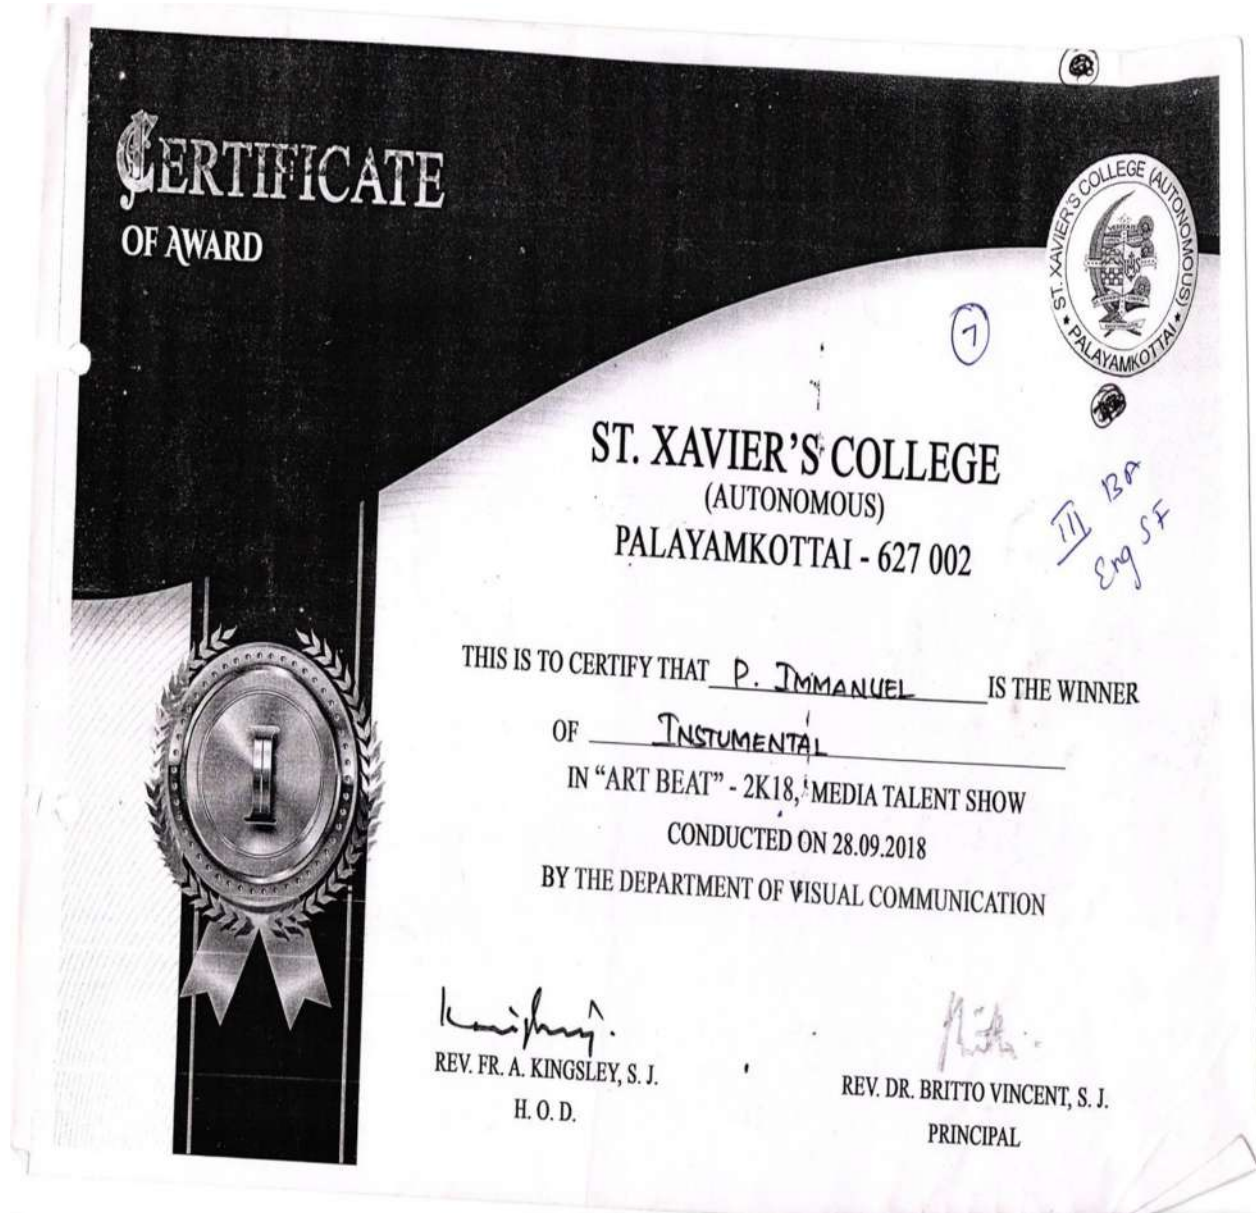 CERTIFICATE
OF AWARD
ST. XAVIER'S COLLEGE (AUTONOMOUS)
* PALAYAMKOTTAI *
7
ST. XAVIER'S COLLEGE
(AUTONOMOUS)
PALAYAMKOTTAI - 627 002
III BA
Eng SF
THIS IS TO CERTIFY THAT P. IMMANUEL IS THE WINNER
OF INSTUMENTAL
IN “ART BEAT” - 2K18, MEDIA TALENT SHOW
CONDUCTED ON 28.09.2018
BY THE DEPARTMENT OF VISUAL COMMUNICATION
I
REV. FR. A. KINGSLEY, S. J.
H. O. D.
REV. DR. BRITTO VINCENT, S. J.
PRINCIPAL